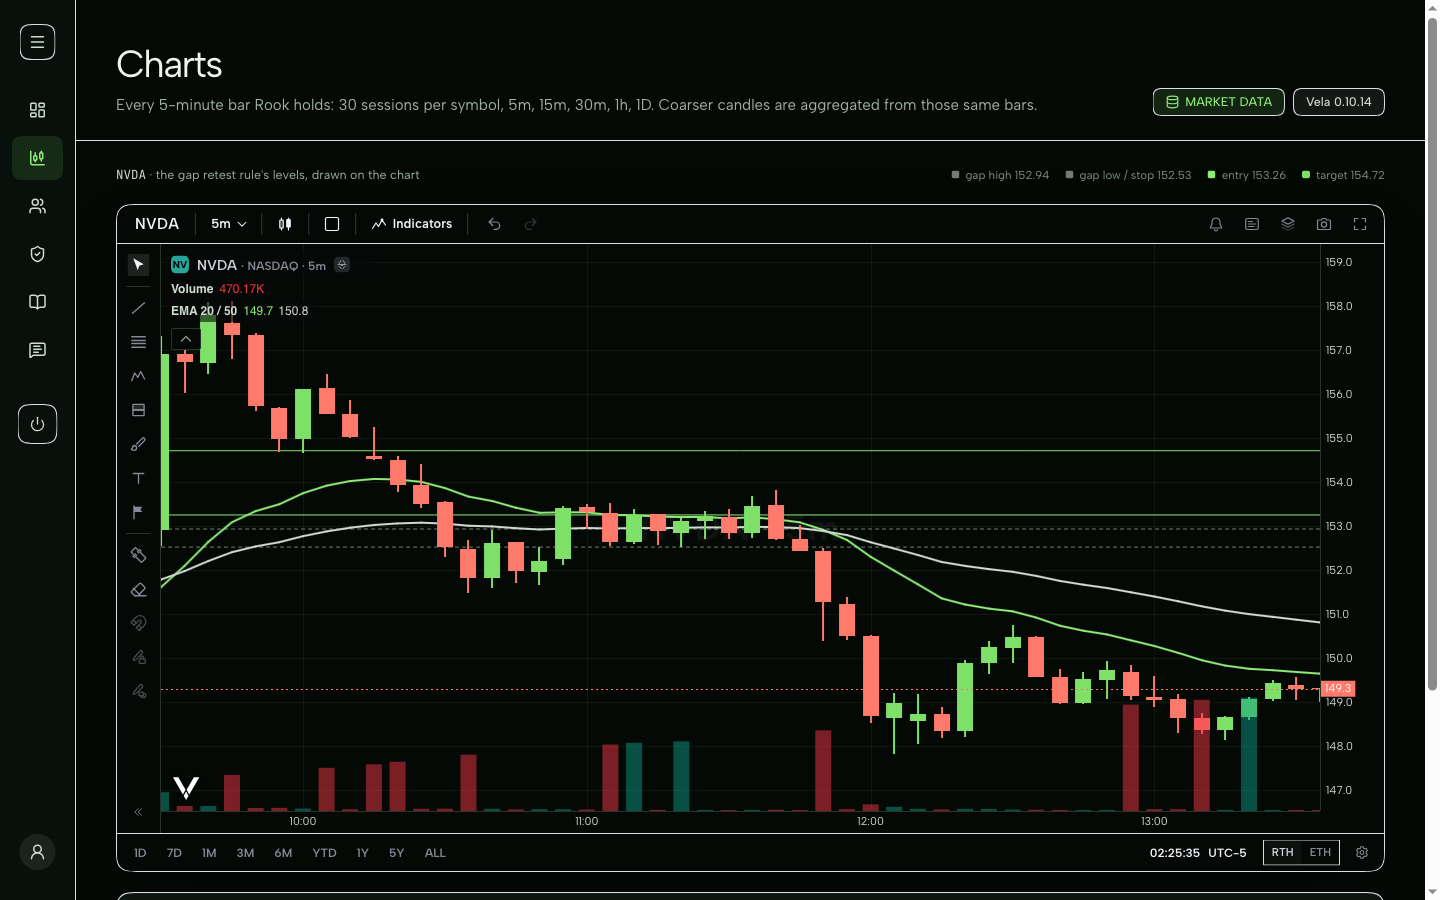 Charts
Every 5-minute bar Rook holds: 30 sessions per symbol, 5m, 15m, 30m, 1h, 1D. Coarser candles are aggregated from those same bars.
MARKET DATA
Vela 0.10.14
NVDA · the gap retest rule's levels, drawn on the chart
gap high 152.94
gap low / stop 152.53
entry 153.26
target 154.72
NVDA
5m
Indicators
NV
NVDA · NASDAQ · 5m
Volume 470.17K
EMA 20 / 50 149.7 150.8
159.0
158.0
157.0
156.0
155.0
154.0
153.0
152.0
151.0
150.0
149.3
149.0
148.0
147.0
10:00
11:00
12:00
13:00
1D 7D 1M 3M 6M YTD 1Y 5Y ALL
02:25:35 UTC-5
RTH ETH